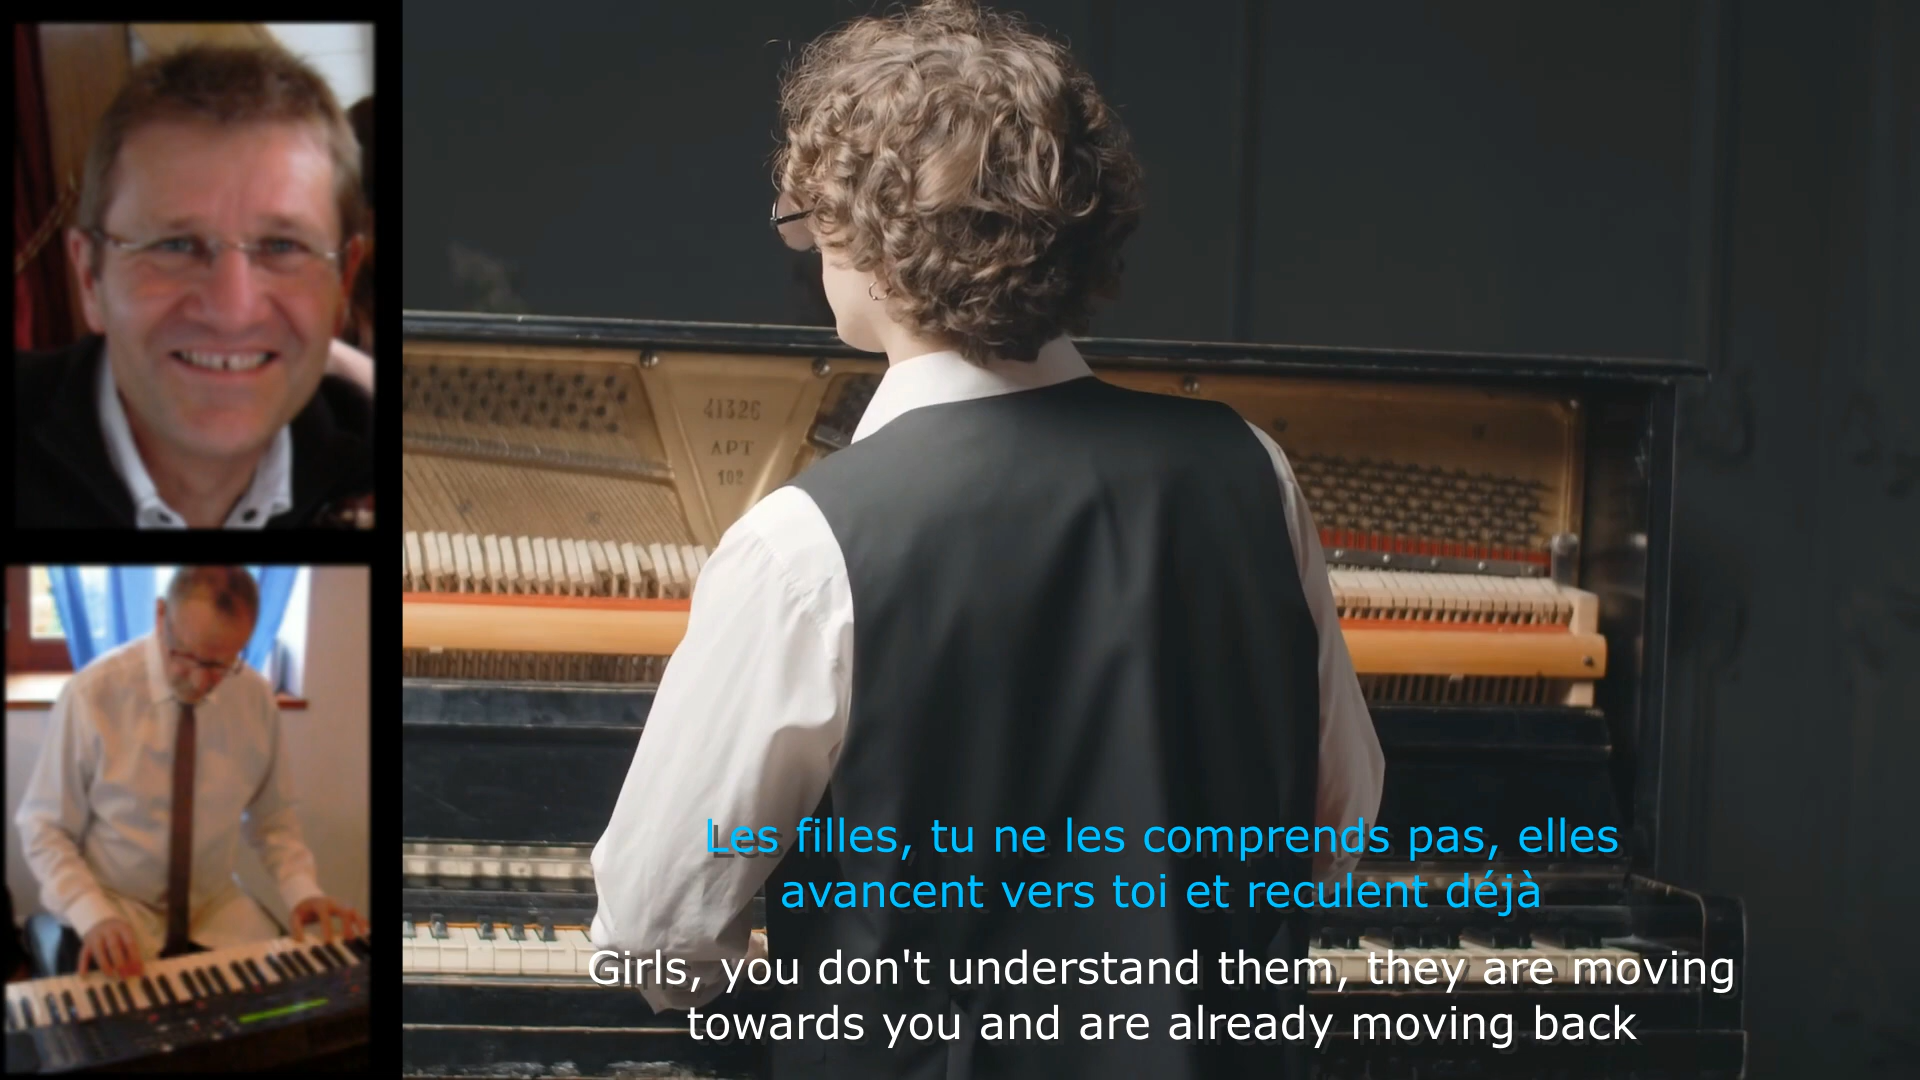 41326
APT
102
Les filles, tu ne les comprends pas, elles
avancent vers toi et reculent déjà
Girls, you don't understand them, they are moving
towards you and are already moving back